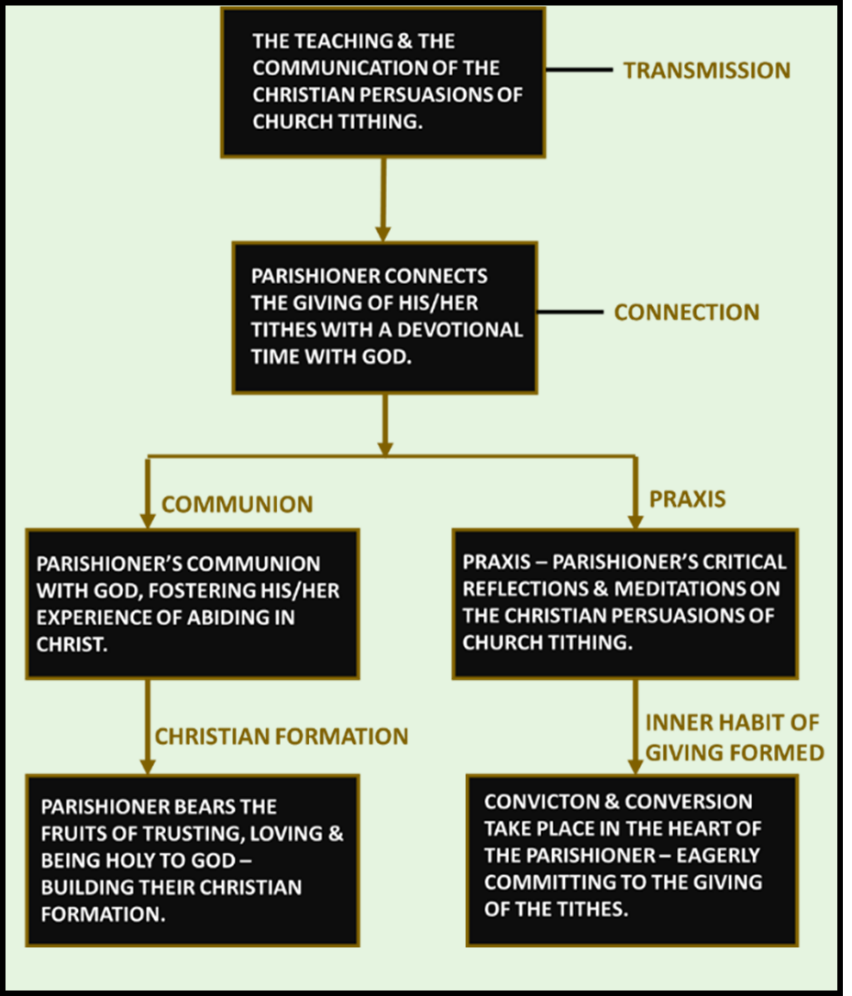 THE TEACHING & THE
COMMUNICATION OF THE
CHRISTIAN PERSUASIONS OF
CHURCH TITHING.
TRANSMISSION
PARISHIONER CONNECTS
THE GIVING OF HIS/HER
TITHES WITH A DEVOTIONAL
TIME WITH GOD.
CONNECTION
COMMUNION
PRAXIS
PARISHIONER’S COMMUNION
WITH GOD, FOSTERING HIS/HER
EXPERIENCE OF ABIDING IN
CHRIST.
PRAXIS – PARISHIONER’S CRITICAL
REFLECTIONS & MEDITATIONS ON
THE CHRISTIAN PERSUASIONS OF
CHURCH TITHING.
CHRISTIAN FORMATION
INNER HABIT OF
GIVING FORMED
PARISHIONER BEARS THE
FRUITS OF TRUSTING, LOVING &
BEING HOLY TO GOD –
BUILDING THEIR CHRISTIAN
FORMATION.
CONVICTON & CONVERSION
TAKE PLACE IN THE HEART OF
THE PARISHIONER – EAGERLY
COMMITTING TO THE GIVING
OF THE TITHES.